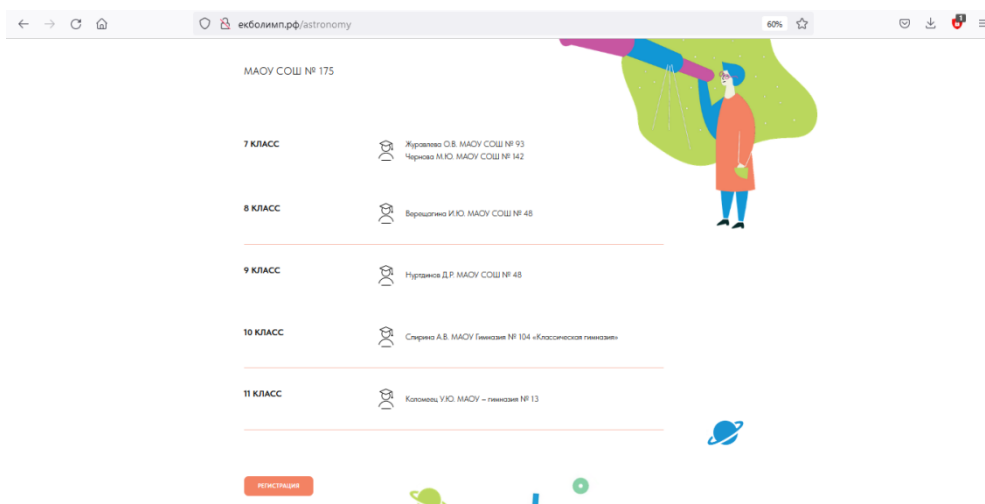 екболимп.рф/astronomy
60%
1
МАОУ СОШ № 175
7 КЛАСС
Журавлева О.В. МАОУ СОШ № 93
Чернова М.Ю. МАОУ СОШ № 142
8 КЛАСС
Верещагина И.Ю. МАОУ СОШ № 48
9 КЛАСС
Нуртдинов Д.Р. МАОУ СОШ № 48
10 КЛАСС
Спирина А.В. МАОУ Гимназия № 104 «Классическая гимназия»
11 КЛАСС
Коломеец У.Ю. МАОУ – гимназия № 13
РЕГИСТРАЦИЯ